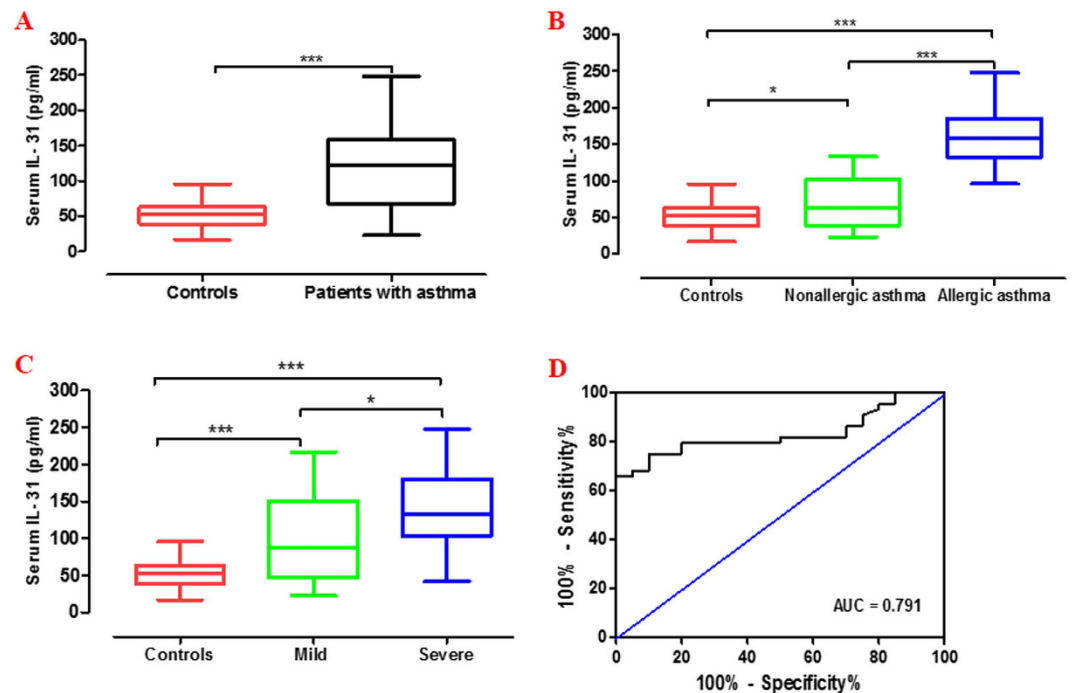 A
Serum IL- 31 (pg/ml)
300
250
200
150
100
50
0
***
Controls
Patients with asthma
B
Serum IL- 31 (pg/ml)
300
250
200
150
100
50
0
***
***
*
Controls
Nonallergic asthma
Allergic asthma
C
Serum IL- 31 (pg/ml)
300
250
200
150
100
50
0
***
*
***
Controls
Mild
Severe
D
100% - Sensitivity%
100
80
60
40
20
0
AUC = 0.791
0
20
40
60
80
100
100% - Specificity%